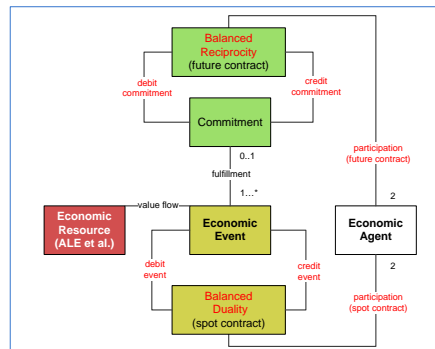 Balanced
Reciprocity
(future contract)
debit
commitment
credit
commitment
Commitment
0..1
participation
(future contract)
fulfillment
1...*
2
value flow
Economic
Resource
(ALE et al.)
Economic
Event
Economic
Agent
2
debit
event
credit
event
Balanced
Duality
(spot contract)
participation
(spot contract)